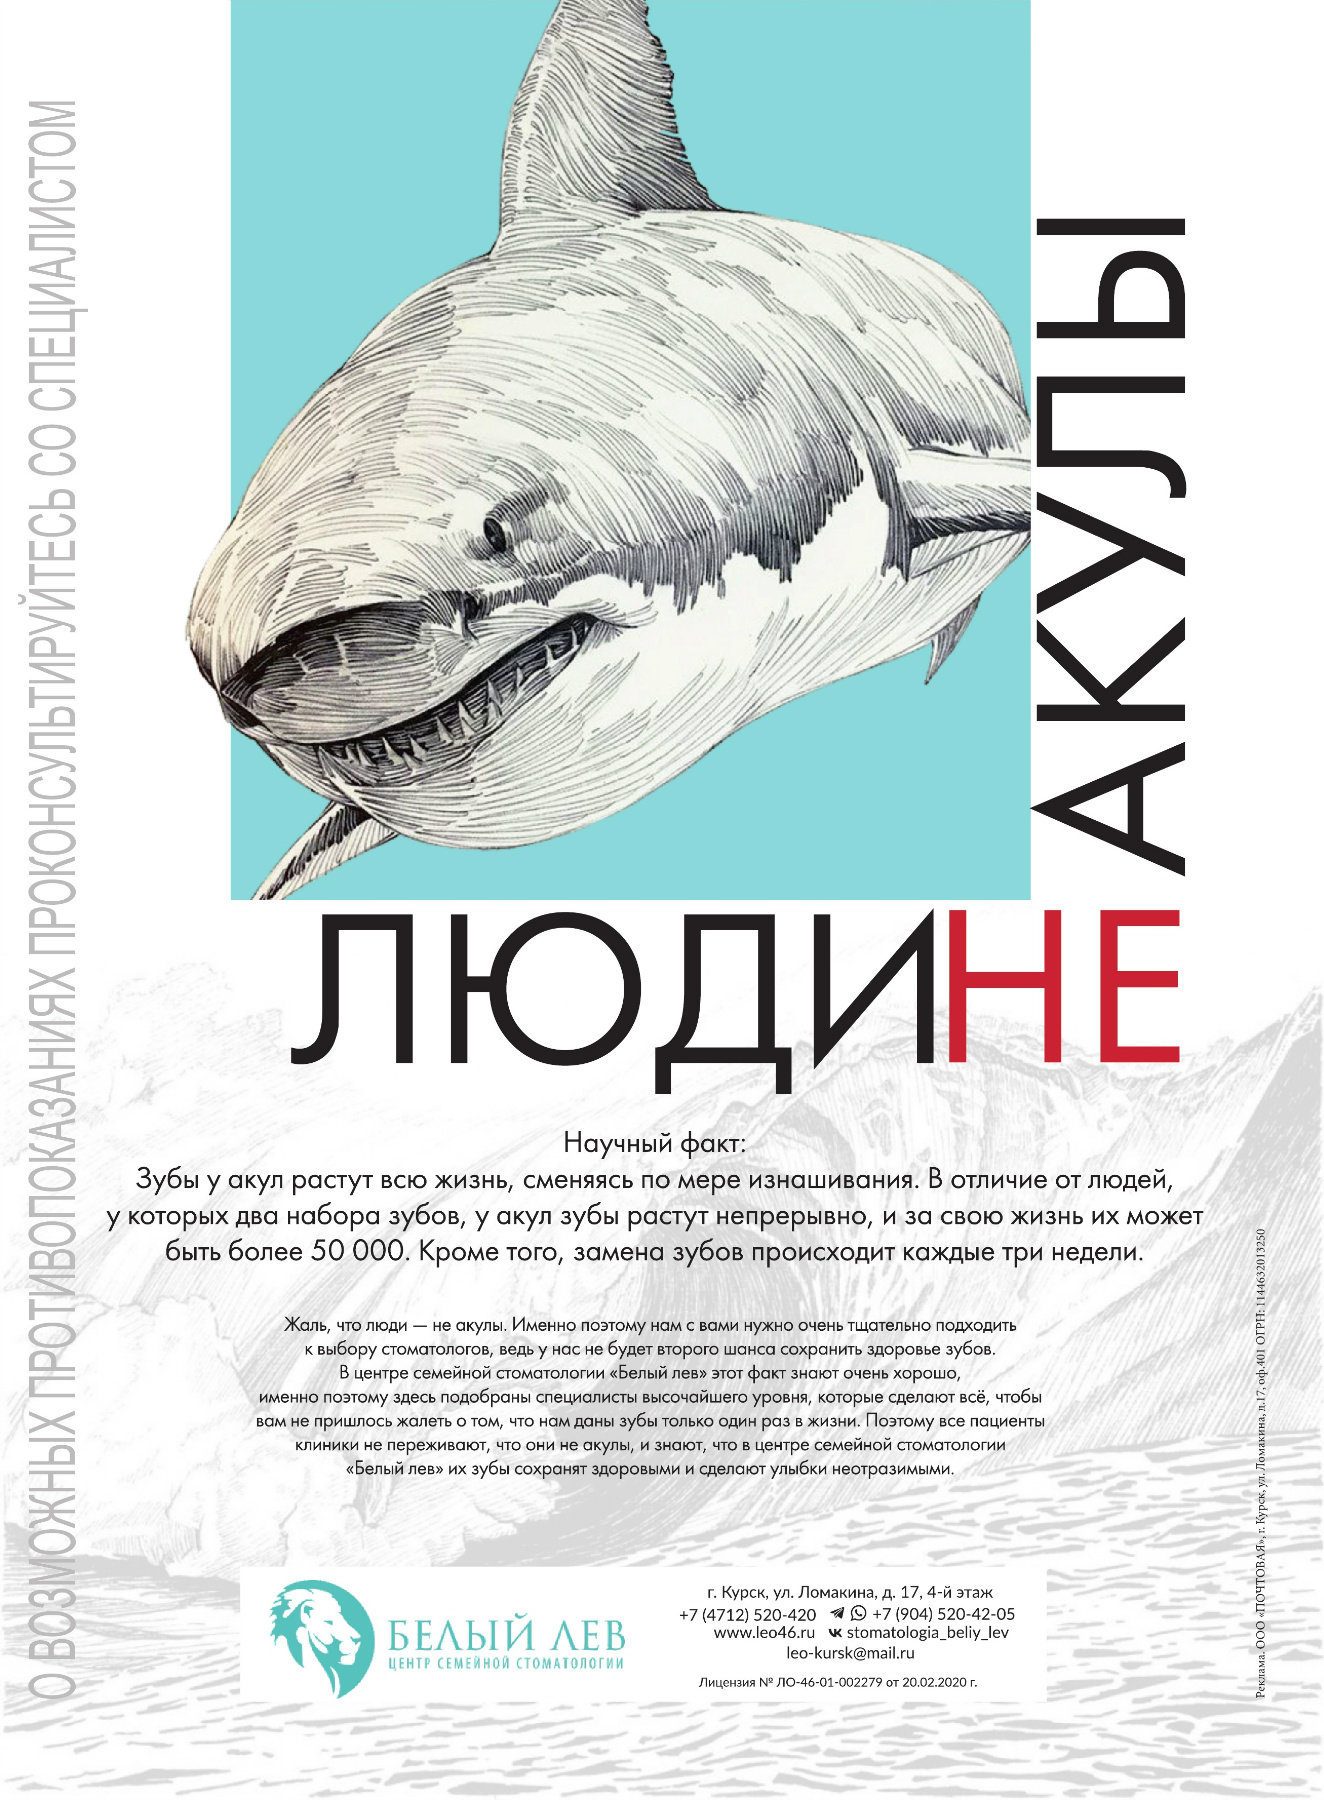 О ВОЗМОЖНЫХ ПРОТИВОПОКАЗАНИЯХ ПРОКОНСУЛЬТИРУЙТЕСЬ СО СПЕЦИАЛИСТОМ
ЛЮДИ НЕ
АКУЛЫ
Научный факт:
Зубы у акул растут всю жизнь, сменяясь по мере изнашивания. В отличие от людей,
у которых два набора зубов, у акул зубы растут непрерывно, и за свою жизнь их может
быть более 50 000. Кроме того, замена зубов происходит каждые три недели.
Жаль, что люди — не акулы. Именно поэтому нам с вами нужно очень тщательно подходить
к выбору стоматологов, ведь у нас не будет второго шанса сохранить здоровье зубов.
В центре семейной стоматологии «Белый лев» этот факт знают очень хорошо,
именно поэтому здесь подобраны специалисты высочайшего уровня, которые сделают всё, чтобы
вам не пришлось жалеть о том, что нам даны зубы только один раз в жизни. Поэтому все пациенты
клиники не переживают, что они не акулы, и знают, что в центре семейной стоматологии
«Белый лев» их зубы сохранят здоровыми и сделают улыбки неотразимыми.
БЕЛЫЙ ЛЕВ
ЦЕНТР СЕМЕЙНОЙ СТОМАТОЛОГИИ
г. Курск, ул. Ломакина, д. 17, 4-й этаж
+7 (4712) 520-420 +7 (904) 520-42-05
www.leo46.ru stomatologia_beliy_lev
leo-kursk@mail.ru
Лицензия № ЛО-46-01-002279 от 20.02.2020 г.
Реклама. ООО «ПОЧТОВАЯ», г. Курск, ул. Ломакина, д.17, оф.401 ОГРН: 1144632013250